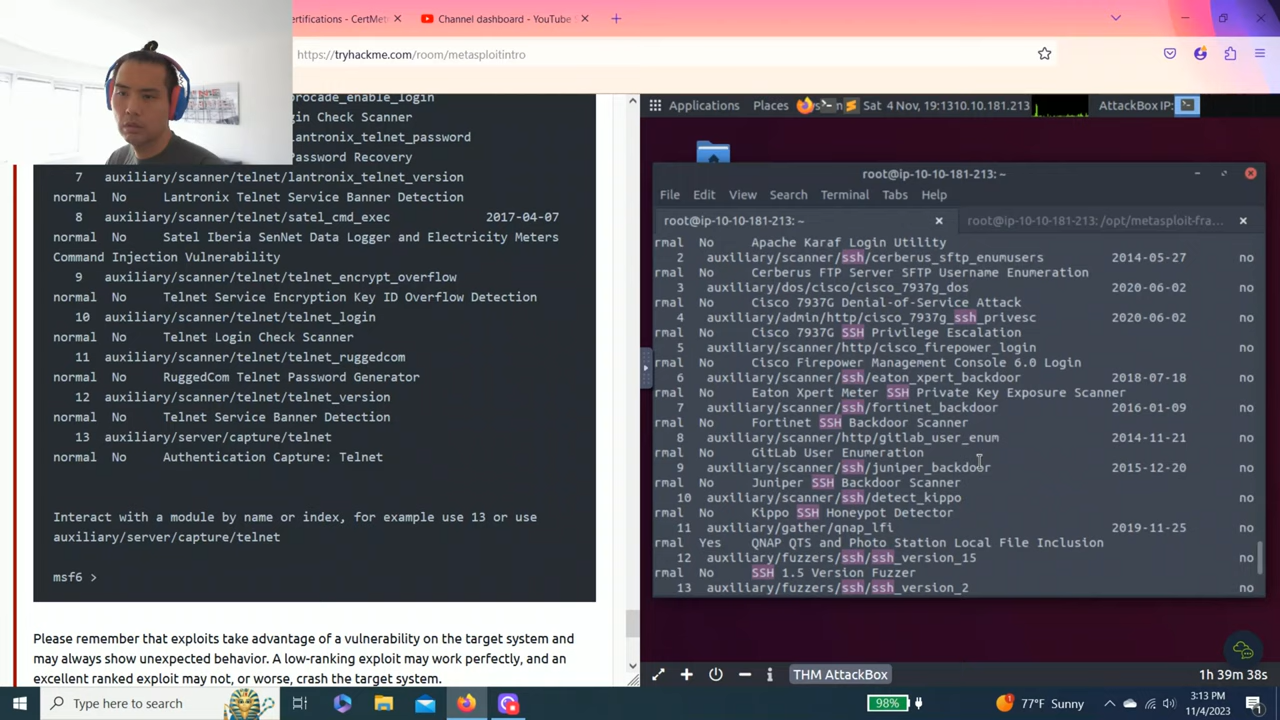 ertifications - CertMet
Channel dashboard - YouTube
https://tryhackme.com/room/metasploitintro
procade_enable_login
gin Check Scanner
lantronix_telnet_password
Password Recovery
7 auxiliary/scanner/telnet/lantronix_telnet_version
normal No Lantronix Telnet Service Banner Detection
8 auxiliary/scanner/telnet/satel_cmd_exec 2017-04-07
normal No Satel Iberia SenNet Data Logger and Electricity Meters
Command Injection Vulnerability
9 auxiliary/scanner/telnet/telnet_encrypt_overflow
normal No Telnet Service Encryption Key ID Overflow Detection
10 auxiliary/scanner/telnet/telnet_login
normal No Telnet Login Check Scanner
11 auxiliary/scanner/telnet/telnet_ruggedcom
normal No RuggedCom Telnet Password Generator
12 auxiliary/scanner/telnet/telnet_version
normal No Telnet Service Banner Detection
13 auxiliary/server/capture/telnet
normal No Authentication Capture: Telnet
Interact with a module by name or index, for example use 13 or use
auxiliary/server/capture/telnet
msf6 >
Please remember that exploits take advantage of a vulnerability on the target system and
may always show unexpected behavior. A low-ranking exploit may work perfectly, and an
excellent ranked exploit may not, or worse, crash the target system.
Applications Places Sat 4 Nov, 19:1310.10.181.213 AttackBox IP:
root@ip-10-10-181-213: ~
File Edit View Search Terminal Tabs Help
root@ip-10-10-181-213: ~
root@ip-10-10-181-213: /opt/metasploit-fra...
rmal No Apache Karaf Login Utility
2 auxiliary/scanner/ssh/cerberus_sftp_enumusers 2014-05-27 no
rmal No Cerberus FTP Server SFTP Username Enumeration
3 auxiliary/dos/cisco/cisco_7937g_dos 2020-06-02 no
rmal No Cisco 7937G Denial-of-Service Attack
4 auxiliary/admin/http/cisco_7937g_ssh_privesc 2020-06-02 no
rmal No Cisco 7937G SSH Privilege Escalation
5 auxiliary/scanner/http/cisco_firepower_login no
rmal No Cisco Firepower Management Console 6.0 Login
6 auxiliary/scanner/ssh/eaton_xpert_backdoor 2018-07-18 no
rmal No Eaton Xpert Meter SSH Private Key Exposure Scanner
7 auxiliary/scanner/ssh/fortinet_backdoor 2016-01-09 no
rmal No Fortinet SSH Backdoor Scanner
8 auxiliary/scanner/http/gitlab_user_enum 2014-11-21 no
rmal No GitLab User Enumeration
9 auxiliary/scanner/ssh/juniper_backdoor 2015-12-20 no
rmal No Juniper SSH Backdoor Scanner
10 auxiliary/scanner/ssh/detect_kippo no
rmal No Kippo SSH Honeypot Detector
11 auxiliary/gather/qnap_lfi 2019-11-25 no
rmal Yes QNAP QTS and Photo Station Local File Inclusion
12 auxiliary/fuzzers/ssh/ssh_version_15 no
rmal No SSH 1.5 Version Fuzzer
13 auxiliary/fuzzers/ssh/ssh_version_2 no
THM AttackBox
1h 39m 38s
Type here to search
98%
77°F Sunny
3:13 PM
11/4/2023
1